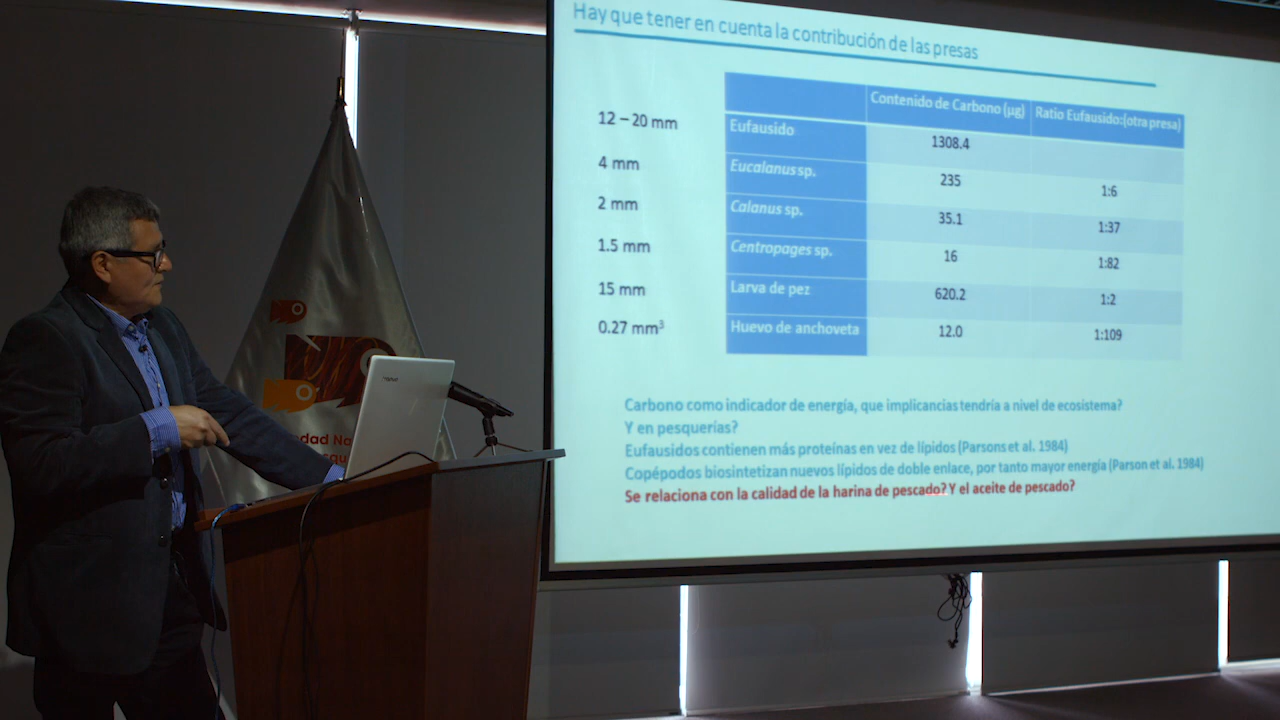 Hay que tener en cuenta la contribución de las presas
Contenido de Carbono (µg) Ratio Eufausido:(otra presa)
12 – 20 mm Eufausido 1308.4
4 mm Eucalanus sp. 235 1:6
2 mm Calanus sp. 35.1 1:37
1.5 mm Centropages sp. 16 1:82
15 mm Larva de pez 620.2 1:2
0.27 mm³ Huevo de anchoveta 12.0 1:109
Carbono como indicador de energía, que implicancias tendría a nivel de ecosistema?
Y en pesquerías?
Eufausidos contienen más proteínas en vez de lípidos (Parsons et al. 1984)
Copépodos biosintetizan nuevos lípidos de doble enlace, por tanto mayor energía (Parson et al. 1984)
Se relaciona con la calidad de la harina de pescado? Y el aceite de pescado?